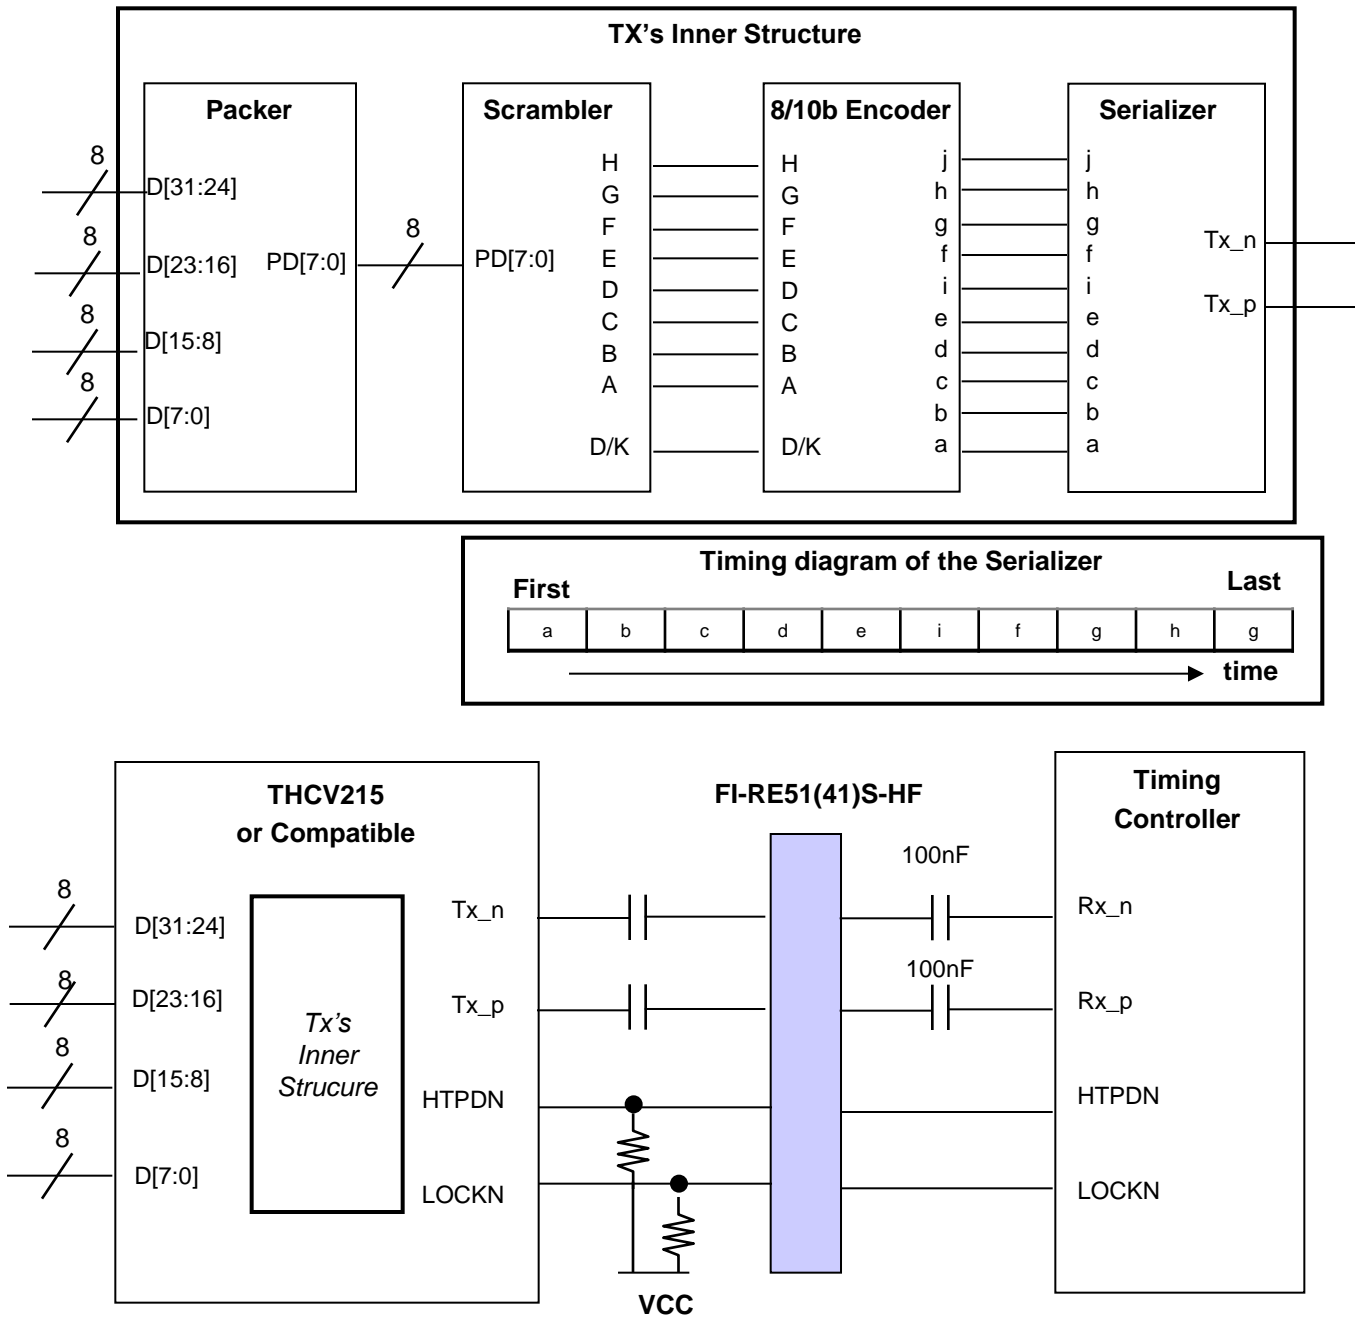 TX's Inner Structure
Packer
Scrambler
8/10b Encoder
Serializer
8
D[31:24]
8
D[23:16]
8
D[15:8]
8
D[7:0]
PD[7:0]
8
PD[7:0]
H
G
F
E
D
C
B
A
D/K
H
G
F
E
D
C
B
A
D/K
j
h
g
f
i
e
d
c
b
a
j
h
g
f
i
e
d
c
b
a
Tx_n
Tx_p
Timing diagram of the Serializer
First
Last
a b c d e i f g h g
time
THCV215
or Compatible
8
D[31:24]
8
D[23:16]
8
D[15:8]
8
D[7:0]
Tx's
Inner
Strucure
Tx_n
Tx_p
HTPDN
LOCKN
VCC
FI-RE51(41)S-HF
100nF
100nF
Timing
Controller
Rx_n
Rx_p
HTPDN
LOCKN